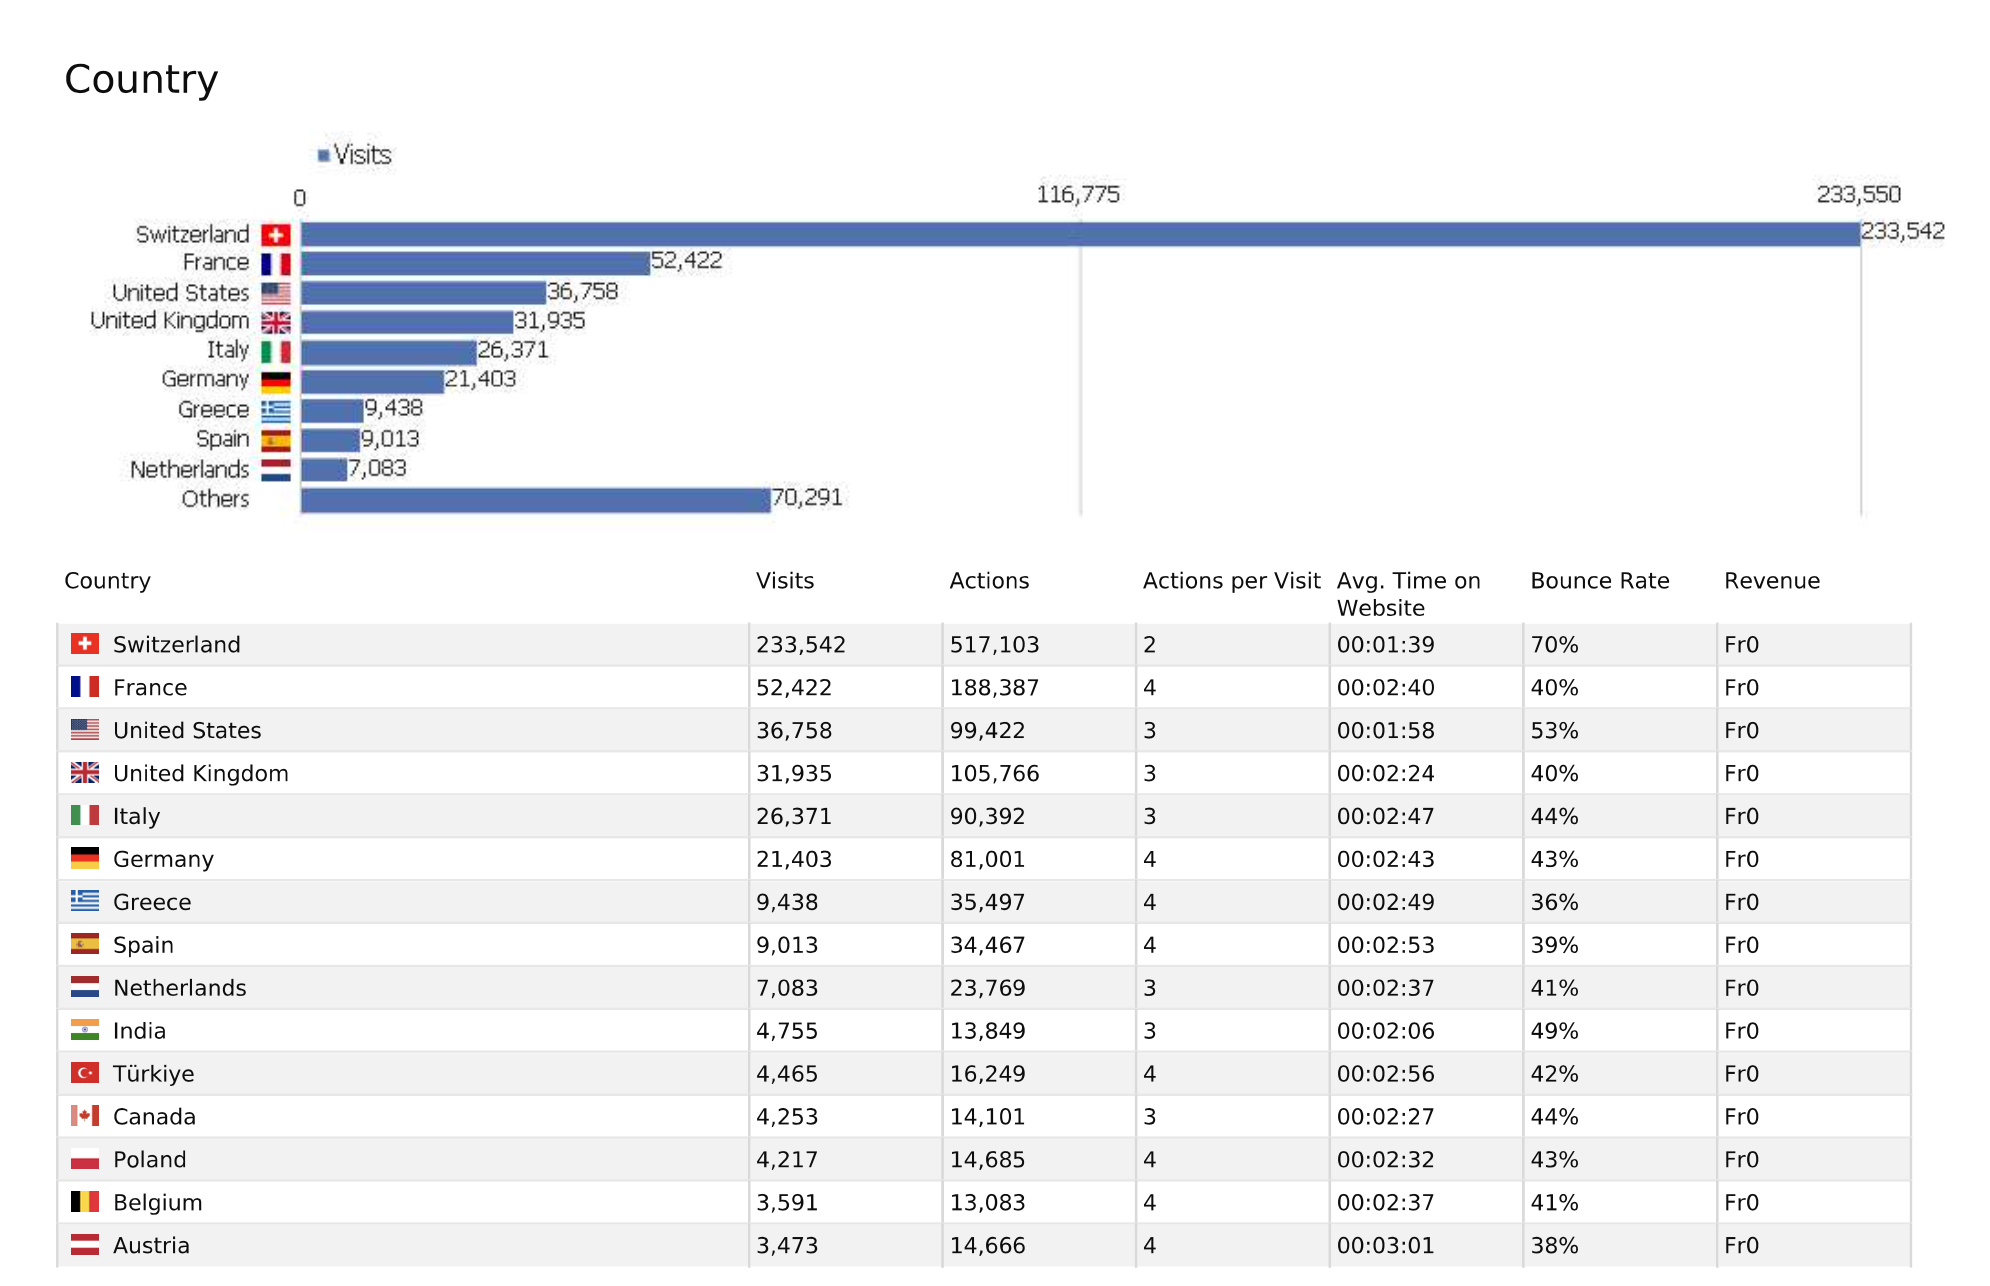 Country
Visits
0 116,775 233,550
Switzerland 233,542
France 52,422
United States 36,758
United Kingdom 31,935
Italy 26,371
Germany 21,403
Greece 9,438
Spain 9,013
Netherlands 7,083
Others 70,291
Country Visits Actions Actions per Visit Avg. Time on Bounce Rate Revenue
Website
Switzerland 233,542 517,103 2 00:01:39 70% Fr0
France 52,422 188,387 4 00:02:40 40% Fr0
United States 36,758 99,422 3 00:01:58 53% Fr0
United Kingdom 31,935 105,766 3 00:02:24 40% Fr0
Italy 26,371 90,392 3 00:02:47 44% Fr0
Germany 21,403 81,001 4 00:02:43 43% Fr0
Greece 9,438 35,497 4 00:02:49 36% Fr0
Spain 9,013 34,467 4 00:02:53 39% Fr0
Netherlands 7,083 23,769 3 00:02:37 41% Fr0
India 4,755 13,849 3 00:02:06 49% Fr0
Türkiye 4,465 16,249 4 00:02:56 42% Fr0
Canada 4,253 14,101 3 00:02:27 44% Fr0
Poland 4,217 14,685 4 00:02:32 43% Fr0
Belgium 3,591 13,083 4 00:02:37 41% Fr0
Austria 3,473 14,666 4 00:03:01 38% Fr0